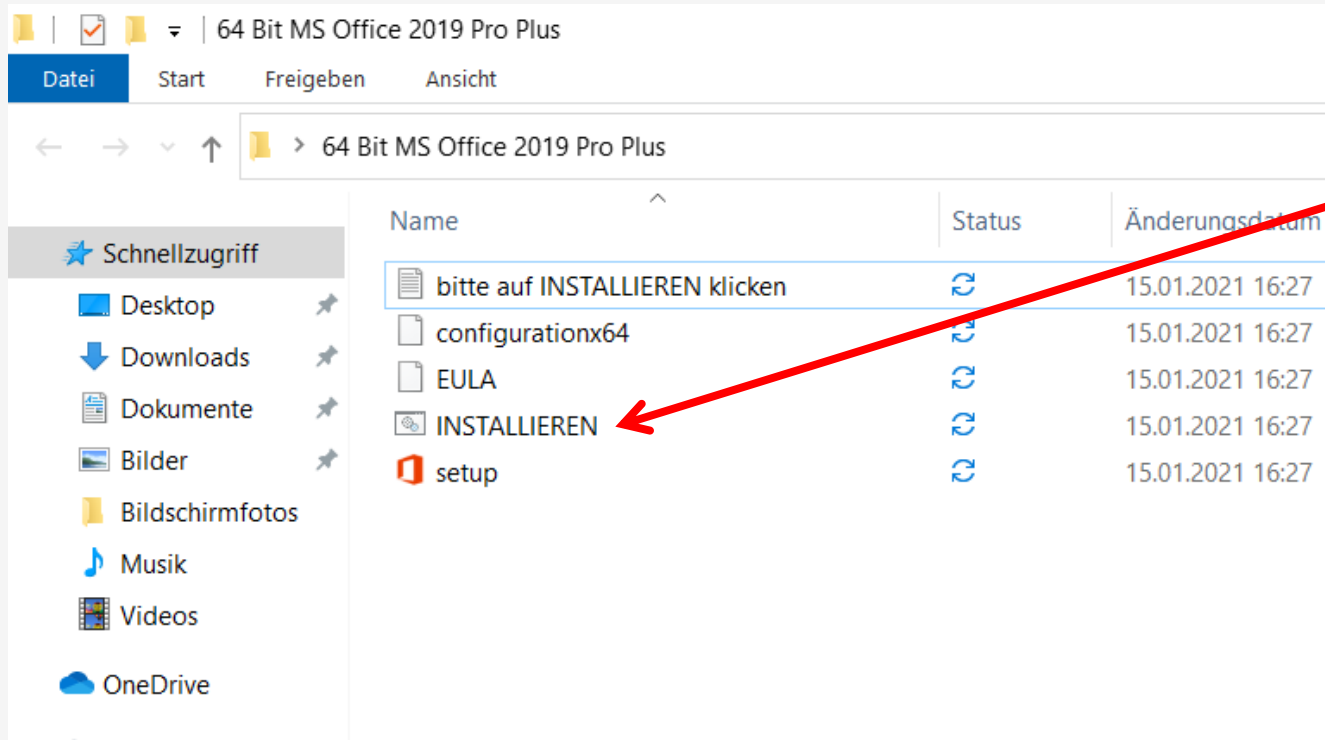 64 Bit MS Office 2019 Pro Plus
Datei Start Freigeben Ansicht
64 Bit MS Office 2019 Pro Plus
Name Status Änderungsdatum
Schnellzugriff
Desktop
Downloads
Dokumente
Bilder
Bildschirmfotos
Musik
Videos
OneDrive
bitte auf INSTALLIEREN klicken 15.01.2021 16:27
configurationx64 15.01.2021 16:27
EULA 15.01.2021 16:27
INSTALLIEREN 15.01.2021 16:27
setup 15.01.2021 16:27